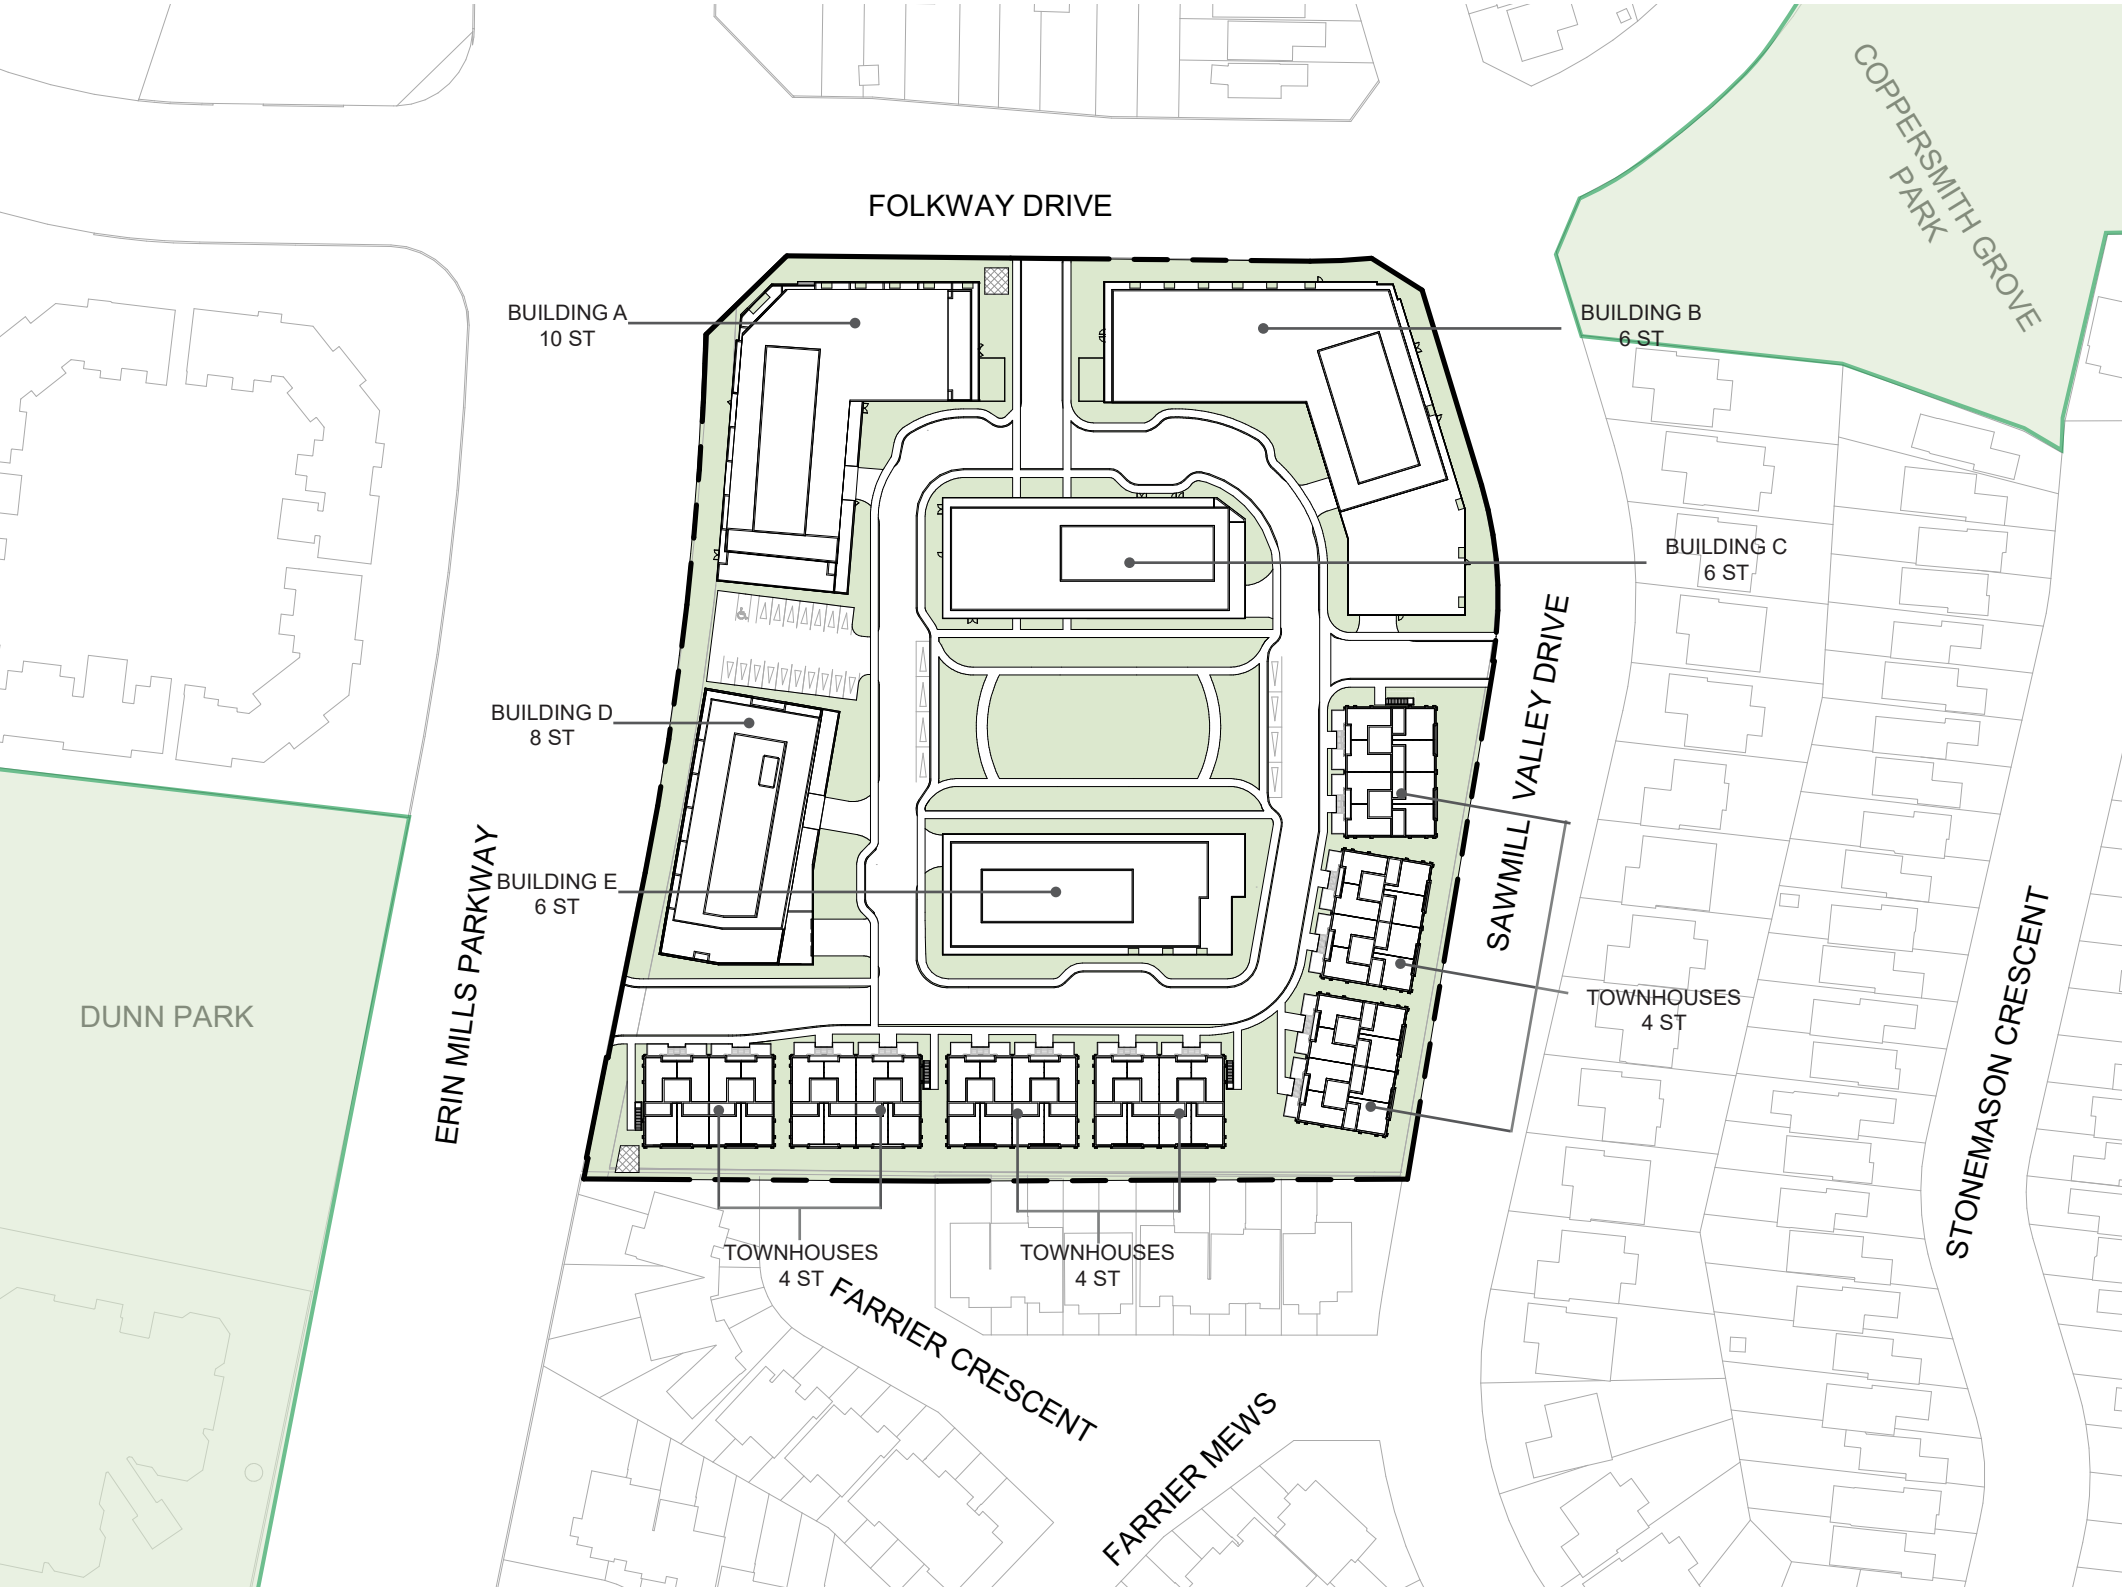 COPPERSMITH GROVE
PARK
FOLKWAY DRIVE
BUILDING A
10 ST
BUILDING B
6 ST
BUILDING C
6 ST
BUILDING D
8 ST
SAWMILL VALLEY DRIVE
BUILDING E
6 ST
ERIN MILLS PARKWAY
DUNN PARK
TOWNHOUSES
4 ST
STONEMASON CRESCENT
TOWNHOUSES
4 ST
TOWNHOUSES
4 ST
FARRIER CRESCENT
FARRIER MEWS